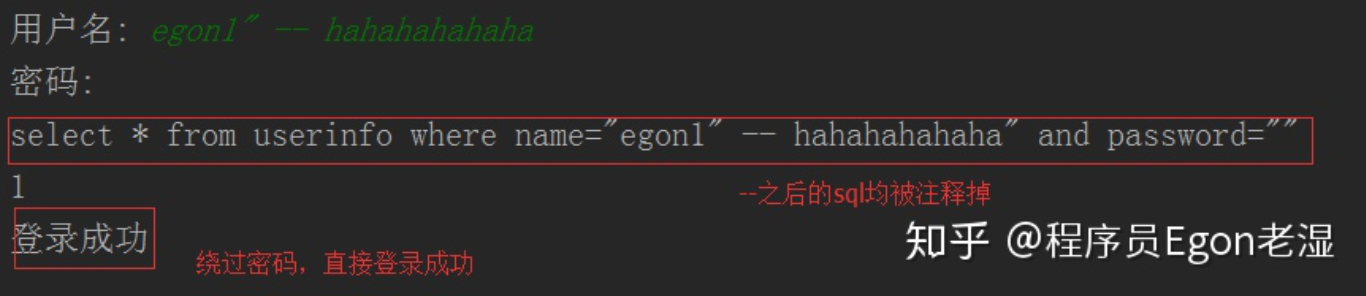 用户名: egon1" -- hahahahahaha
密码:
select * from userinfo where name="egon1" -- hahahahahaha" and password=""
1
--之后的sql均被注释掉
登录成功
绕过密码，直接登录成功
知乎 @程序员Egon老湿